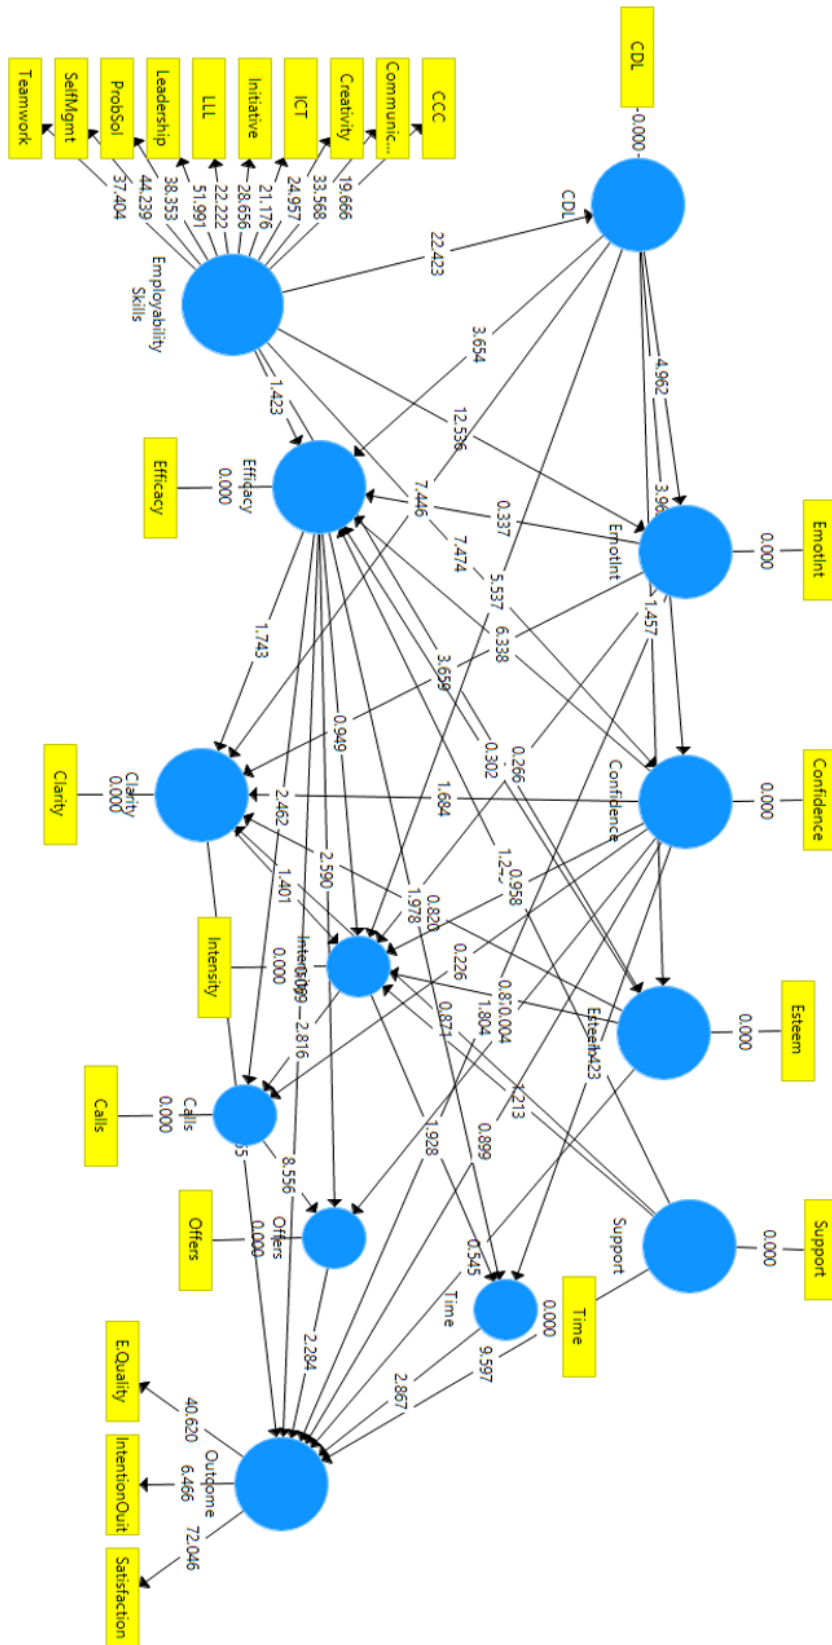 CDL
0.000
CDL
CCC
Communic...
Creativity
ICT
Initiative
LLL
Leadership
ProbSol
SelfMgmt
Teamwork
19.666
33.568
24.957
21.176
28.656
22.222
51.991
38.353
44.239
37.404
Employability
Skills
22.423
3.654
4.962
1.423
12.536
7.446
7.474
0.337
5.537
6.338
1.457
EmotInt
0.000
EmotInt
Efficacy
0.000
Efficacy
1.743
3.659
0.949
0.302
0.266
1.684
Confidence
0.000
Confidence
Clarity
0.000
Clarity
2.462
2.590
1.401
1.978
0.820
0.958
0.226
Intensity
0.000
2.816
0.871
1.804
0.004
Esteem
0.000
Esteem
1.213
1.928
0.899
Calls
0.000
Calls
8.556
Offers
0.000
Offers
Support
0.000
Support
0.545
Time
0.000
Time
9.597
2.867
2.284
Outcome
E.Quality
40.620
IntentionQuit
6.466
Satisfaction
72.046